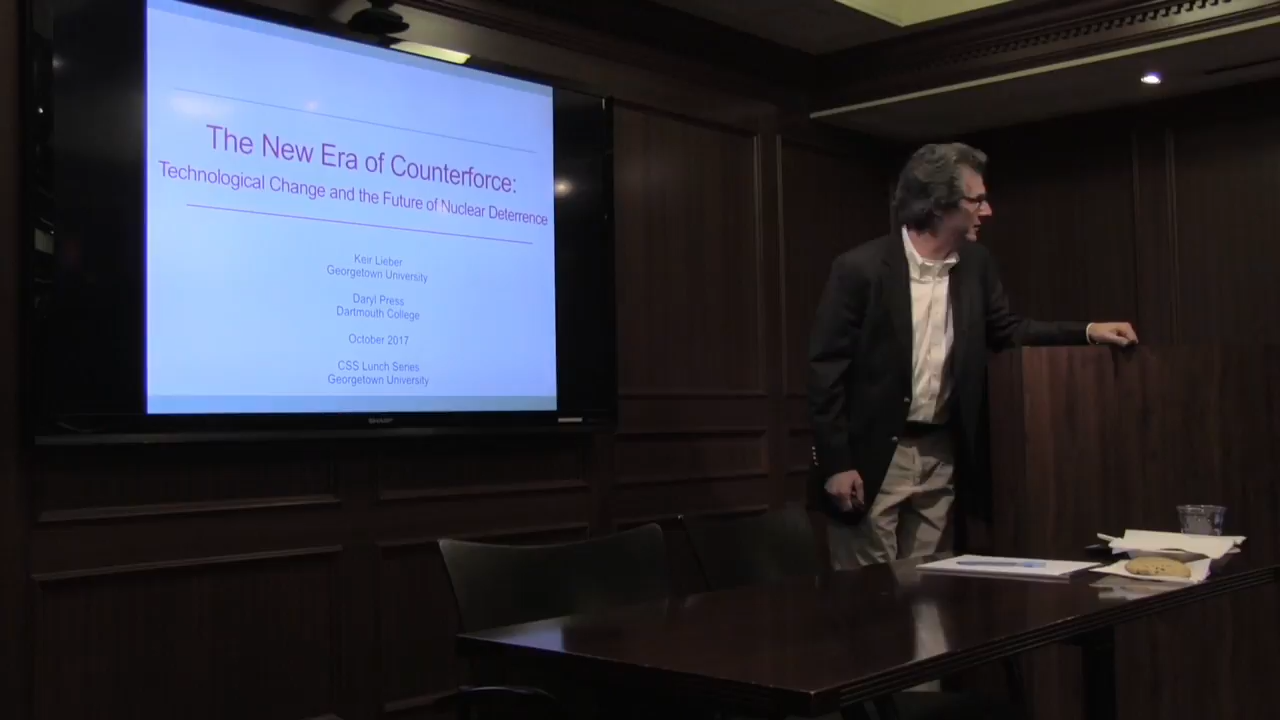 The New Era of Counterforce:
Technological Change and the Future of Nuclear Deterrence
Keir Lieber
Georgetown University
Daryl Press
Dartmouth College
October 2017
CSS Lunch Series
Georgetown University
SHARP